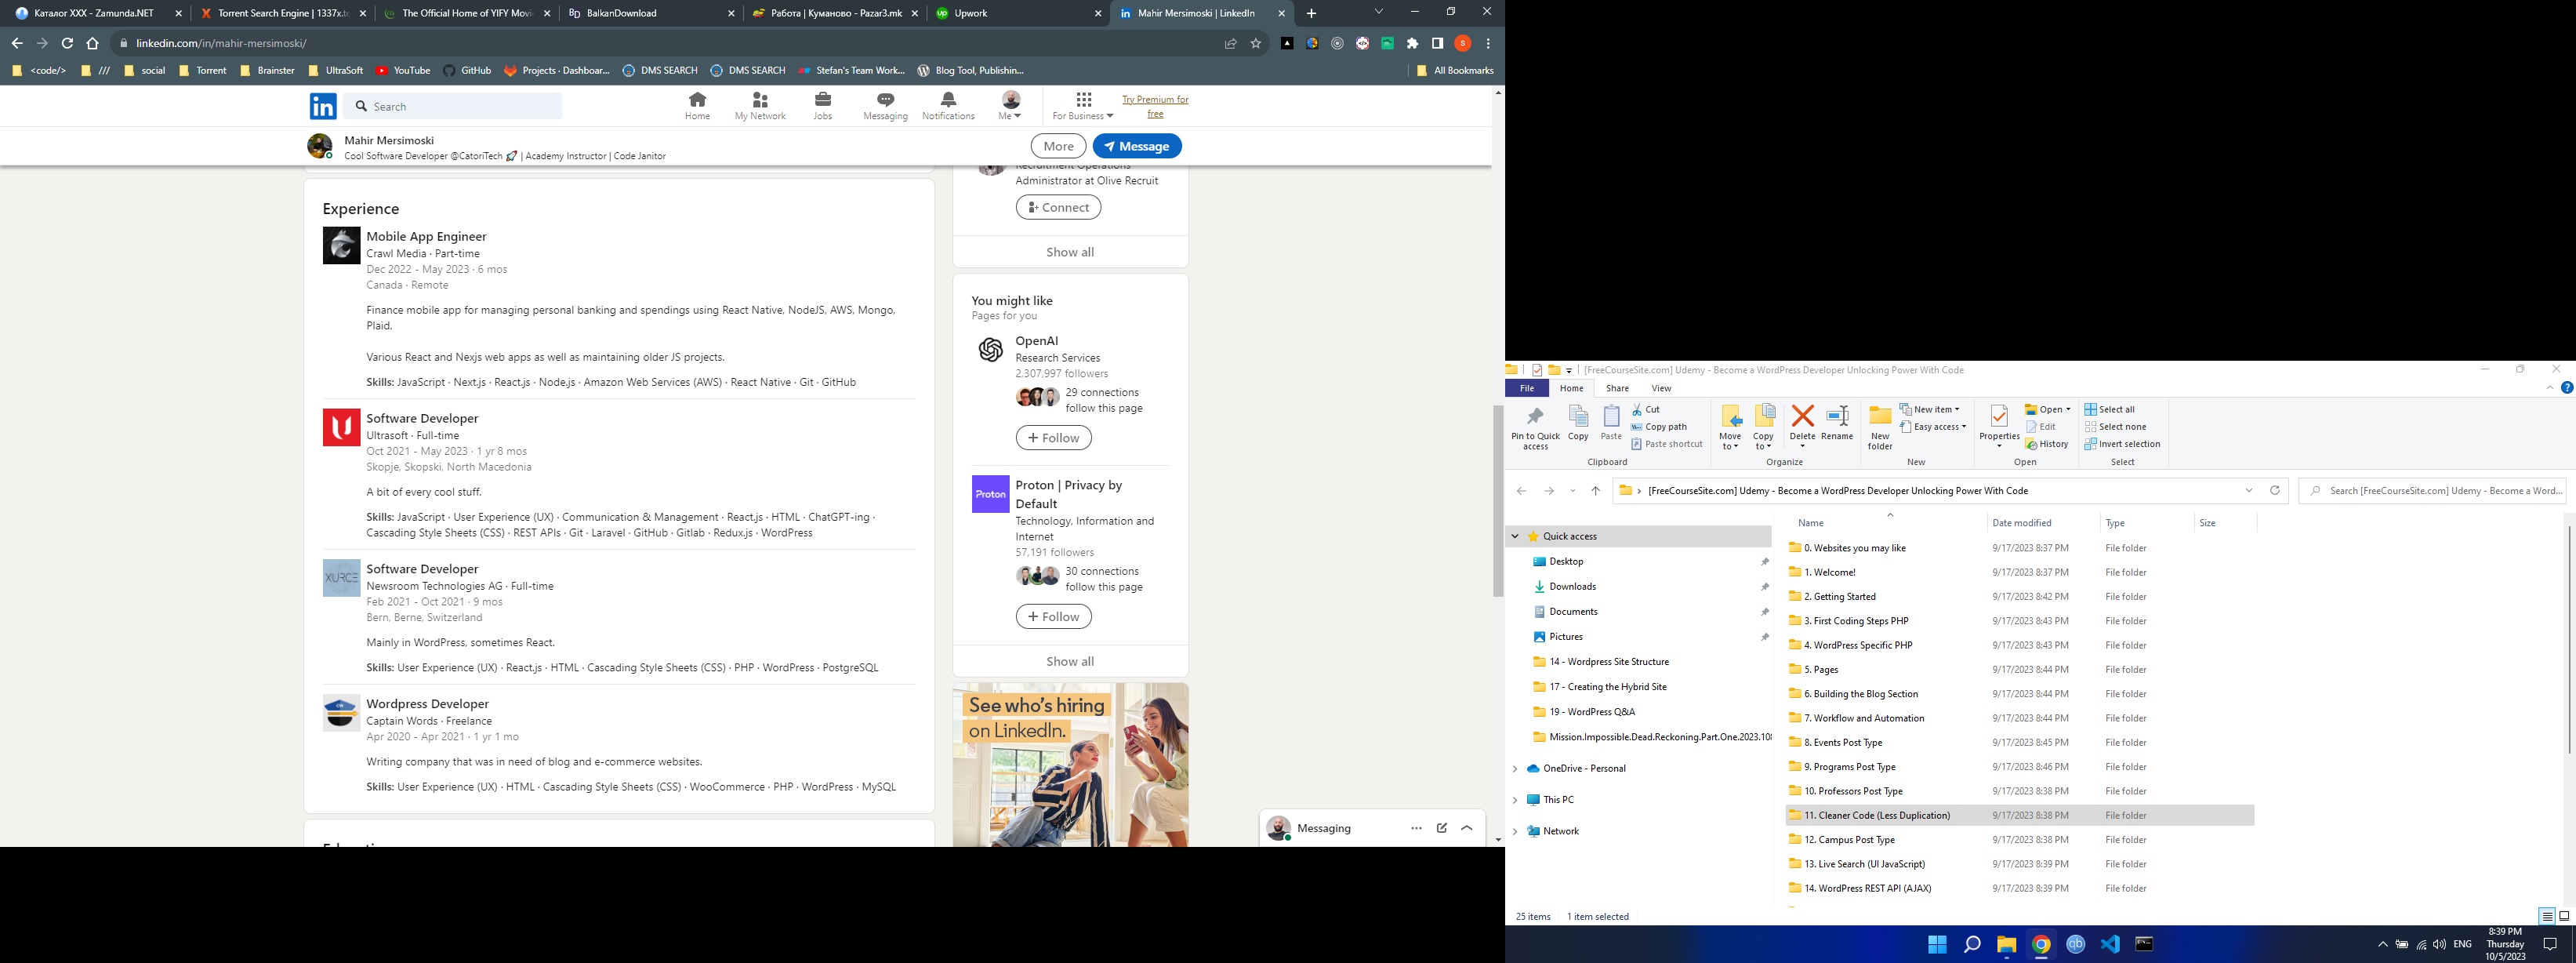 Каталог XXX - Zamunda.NET
Torrent Search Engine | 1337x.t
The Official Home of YIFY Movi
BalkanDownload
Работа | Куманово - Pazar3.mk
Upwork
Mahir Mersimoski | LinkedIn
linkedin.com/in/mahir-mersimoski/
<code/>
///
social
Torrent
Brainster
UltraSoft
YouTube
GitHub
Projects · Dashboar...
DMS SEARCH
DMS SEARCH
Stefan's Team Work...
Blog Tool, Publishin...
All Bookmarks
Search
Home
My Network
Jobs
Messaging
Notifications
Me
For Business
Try Premium for
free
Mahir Mersimoski
Cool Software Developer @CatoriTech 🚀 | Academy Instructor | Code Janitor
More
Message
Experience
Mobile App Engineer
Crawl Media · Part-time
Dec 2022 - May 2023 · 6 mos
Canada · Remote
Finance mobile app for managing personal banking and spendings using React Native, NodeJS, AWS, Mongo,
Plaid.
Various React and Nexjs web apps as well as maintaining older JS projects.
Skills: JavaScript · Next.js · React.js · Node.js · Amazon Web Services (AWS) · React Native · Git · GitHub
Software Developer
Ultrasoft · Full-time
Oct 2021 - May 2023 · 1 yr 8 mos
Skopje, Skopski, North Macedonia
A bit of every cool stuff.
Skills: JavaScript · User Experience (UX) · Communication & Management · React.js · HTML · ChatGPT-ing ·
Cascading Style Sheets (CSS) · REST APIs · Git · Laravel · GitHub · Gitlab · Redux.js · WordPress
XURCE
Software Developer
Newsroom Technologies AG · Full-time
Feb 2021 - Oct 2021 · 9 mos
Bern, Berne, Switzerland
Mainly in WordPress, sometimes React.
Skills: User Experience (UX) · React.js · HTML · Cascading Style Sheets (CSS) · PHP · WordPress · PostgreSQL
Wordpress Developer
Captain Words · Freelance
Apr 2020 - Apr 2021 · 1 yr 1 mo
Writing company that was in need of blog and e-commerce websites.
Skills: User Experience (UX) · HTML · Cascading Style Sheets (CSS) · WooCommerce · PHP · WordPress · MySQL
Recruitment Operations
Administrator at Olive Recruit
Connect
Show all
You might like
Pages for you
OpenAI
Research Services
2,307,997 followers
29 connections
follow this page
Follow
Proton
Proton | Privacy by
Default
Technology, Information and
Internet
57,191 followers
30 connections
follow this page
Follow
Show all
See who's hiring
on LinkedIn.
Messaging
[FreeCourseSite.com] Udemy - Become a WordPress Developer Unlocking Power With Code
File
Home
Share
View
Pin to Quick
access
Copy
Paste
Cut
Copy path
Paste shortcut
Clipboard
Move
to
Copy
to
Delete
Rename
Organize
New
folder
New item
Easy access
New
Properties
Open
Edit
History
Open
Select all
Select none
Invert selection
Select
[FreeCourseSite.com] Udemy - Become a WordPress Developer Unlocking Power With Code
Search [FreeCourseSite.com] Udemy - Become a Word...
Quick access
Desktop
Downloads
Documents
Pictures
14 - Wordpress Site Structure
17 - Creating the Hybrid Site
19 - WordPress Q&A
Mission.Impossible.Dead.Reckoning.Part.One.2023.108
OneDrive - Personal
This PC
Network
Name Date modified Type Size
0. Websites you may like 9/17/2023 8:37 PM File folder
1. Welcome! 9/17/2023 8:37 PM File folder
2. Getting Started 9/17/2023 8:42 PM File folder
3. First Coding Steps PHP 9/17/2023 8:43 PM File folder
4. WordPress Specific PHP 9/17/2023 8:43 PM File folder
5. Pages 9/17/2023 8:44 PM File folder
6. Building the Blog Section 9/17/2023 8:44 PM File folder
7. Workflow and Automation 9/17/2023 8:44 PM File folder
8. Events Post Type 9/17/2023 8:45 PM File folder
9. Programs Post Type 9/17/2023 8:46 PM File folder
10. Professors Post Type 9/17/2023 8:38 PM File folder
11. Cleaner Code (Less Duplication) 9/17/2023 8:38 PM File folder
12. Campus Post Type 9/17/2023 8:38 PM File folder
13. Live Search (UI JavaScript) 9/17/2023 8:39 PM File folder
14. WordPress REST API (AJAX) 9/17/2023 8:39 PM File folder
25 items
1 item selected
ENG
8:39 PM
Thursday
10/5/2023